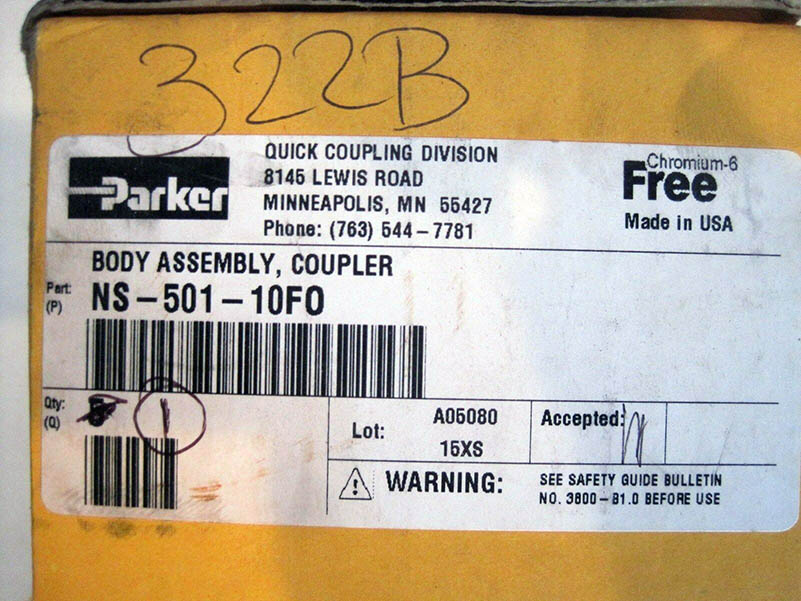 322B
Parker
QUICK COUPLING DIVISION
8145 LEWIS ROAD
MINNEAPOLIS, MN 55427
Phone: (763) 544-7781
Chromium-6
Free
Made in USA
BODY ASSEMBLY, COUPLER
Part:
(P)
NS-501-10FO
Qty:
(Q)
1
Lot:
A05080
15XS
Accepted:
WARNING:
SEE SAFETY GUIDE BULLETIN
NO. 3800-B1.0 BEFORE USE